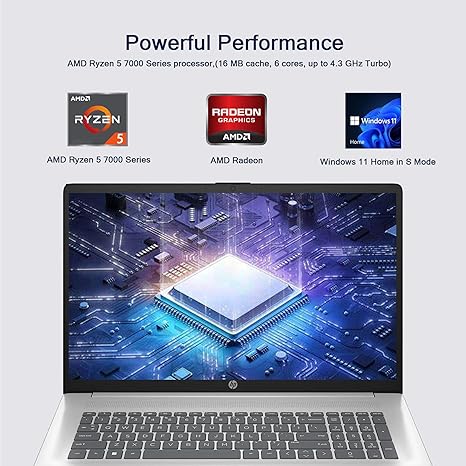 Powerful Performance
AMD Ryzen 5 7000 Series processor,(16 MB cache, 6 cores, up to 4.3 GHz Turbo)
AMD
RYZEN
5
RADEON
GRAPHICS
AMD
Windows 11
Home
AMD Ryzen 5 7000 Series
AMD Radeon
Windows 11 Home in S Mode
hp